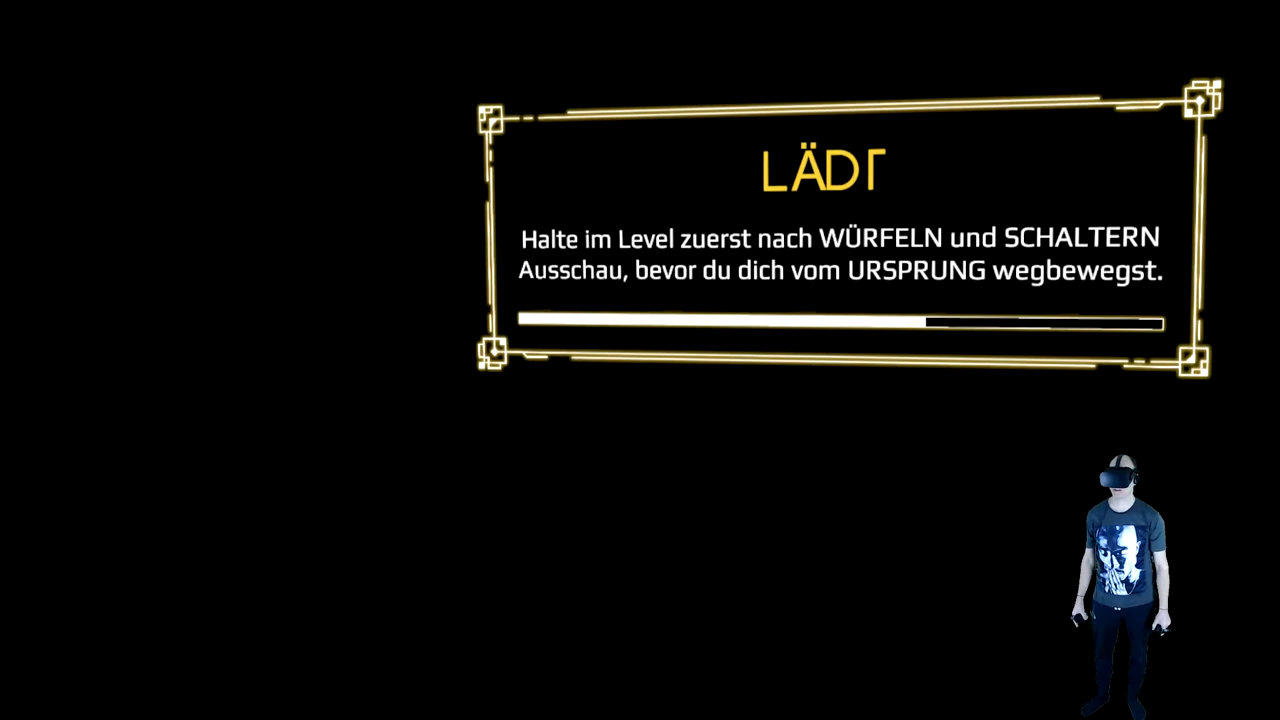 LÄDT
Halte im Level zuerst nach WÜRFELN und SCHALTERN
Ausschau, bevor du dich vom URSPRUNG wegbewegst.